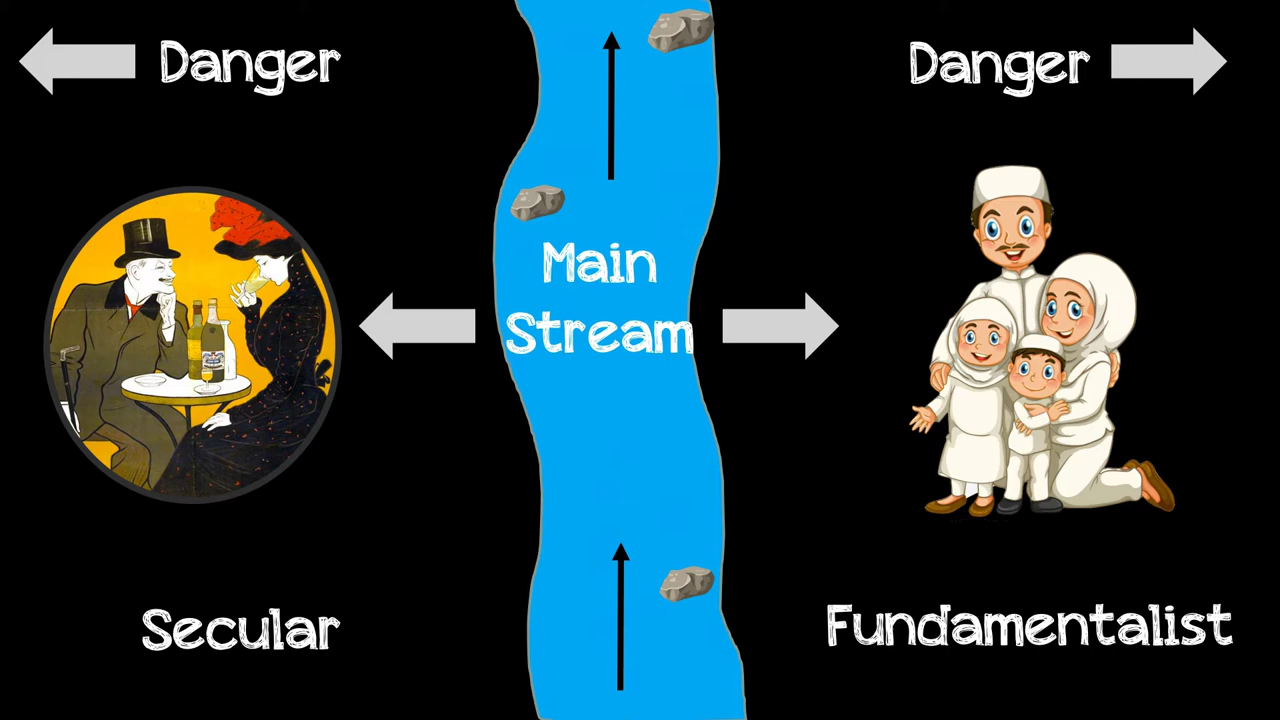 Danger
Danger
Main
Stream
Secular
Fundamentalist